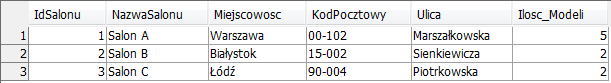 IdSalonu NazwaSalonu Miejscowosc KodPocztowy Ulica Ilosc_Modeli
1 1 Salon A Warszawa 00-102 Marszałkowska 5
2 2 Salon B Białystok 15-002 Sienkiewicza 2
3 3 Salon C Łódź 90-004 Piotrkowska 2